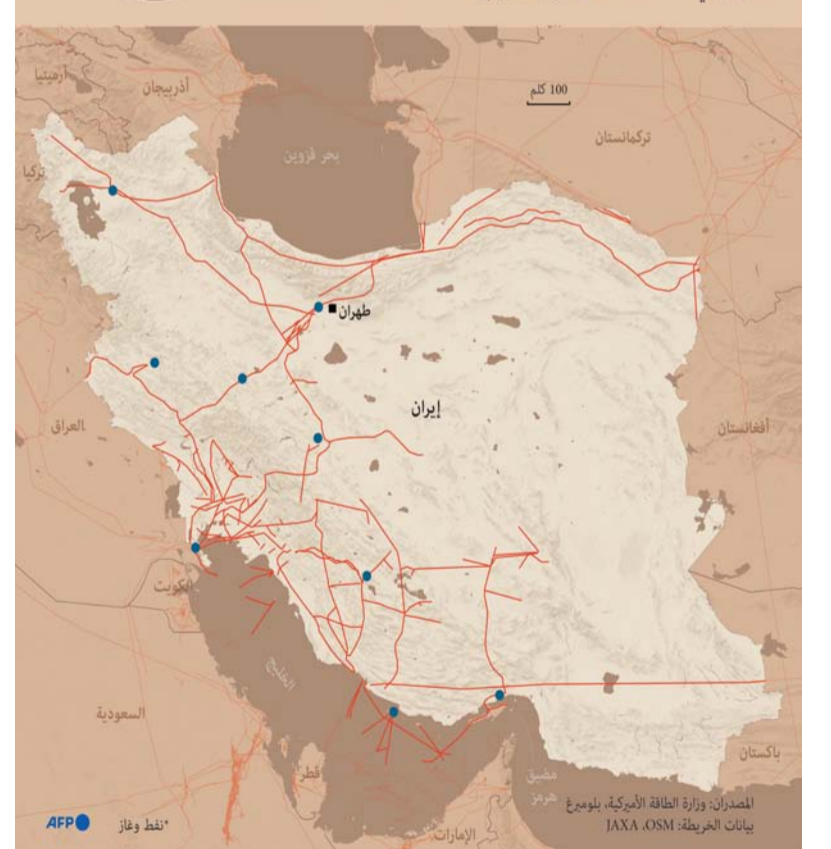 100 كلم
أرمينيا
أذربيجان
تركمانستان
بحر قزوين
تركيا
طهران
إيران
العراق
أفغانستان
الكويت
الخليج
السعودية
قطر
مضيق
هرمز
باكستان
الإمارات
المصدران: وزارة الطاقة الأميركية، بلومبرغ
بيانات الخريطة: JAXA ،OSM
*نفط وغاز
AFP